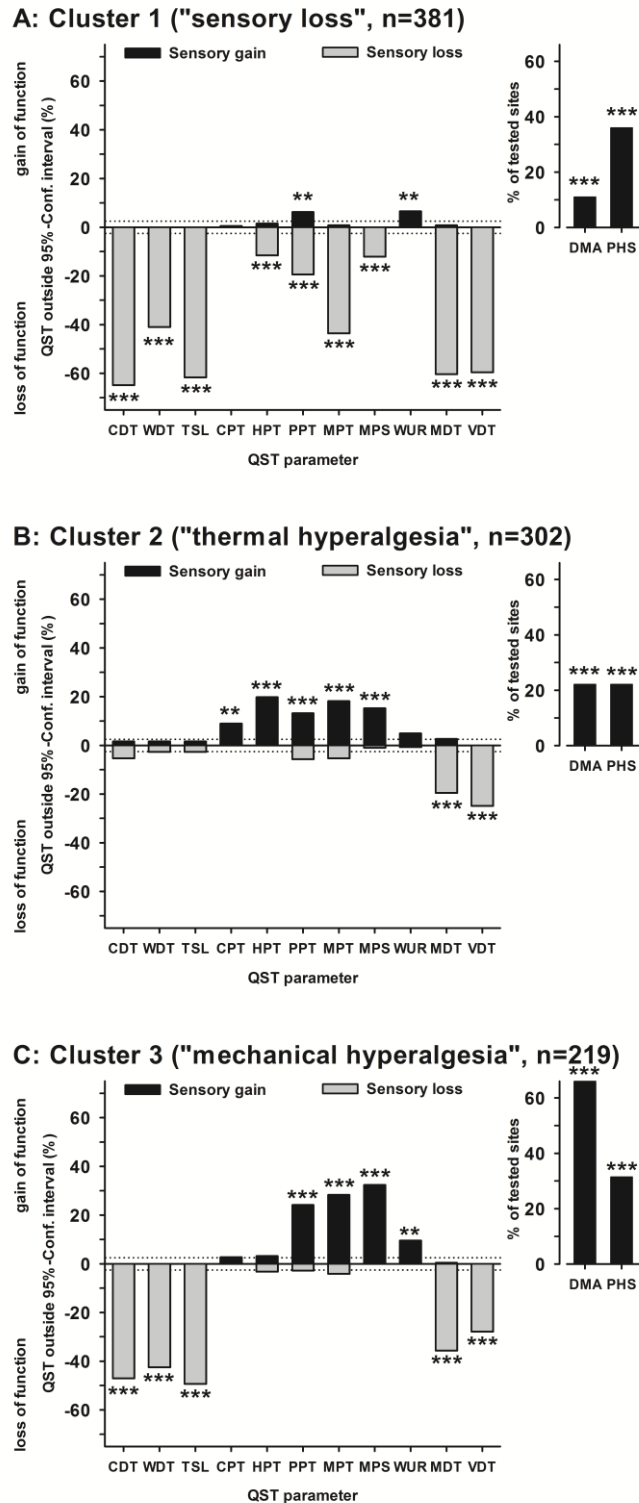 A: Cluster 1 ("sensory loss", n=381)
Sensory gain
Sensory loss
gain of function
loss of function
QST outside 95%-Conf. interval (%)
60
40
20
0
-20
-40
-60
** **
*** *** *** *** *** *** *** *** ***
CDT WDT TSL CPT HPT PPT MPT MPS WUR MDT VDT
QST parameter
% of tested sites
60
40
20
0
*** ***
DMA PHS
B: Cluster 2 ("thermal hyperalgesia", n=302)
Sensory gain
Sensory loss
gain of function
loss of function
QST outside 95%-Conf. interval (%)
60
40
20
0
-20
-40
-60
** *** *** *** ***
*** ***
CDT WDT TSL CPT HPT PPT MPT MPS WUR MDT VDT
QST parameter
% of tested sites
60
40
20
0
*** ***
DMA PHS
C: Cluster 3 ("mechanical hyperalgesia", n=219)
Sensory gain
Sensory loss
gain of function
loss of function
QST outside 95%-Conf. interval (%)
60
40
20
0
-20
-40
-60
*** *** *** **
*** *** *** *** ***
CDT WDT TSL CPT HPT PPT MPT MPS WUR MDT VDT
QST parameter
% of tested sites
60
40
20
0
*** ***
DMA PHS